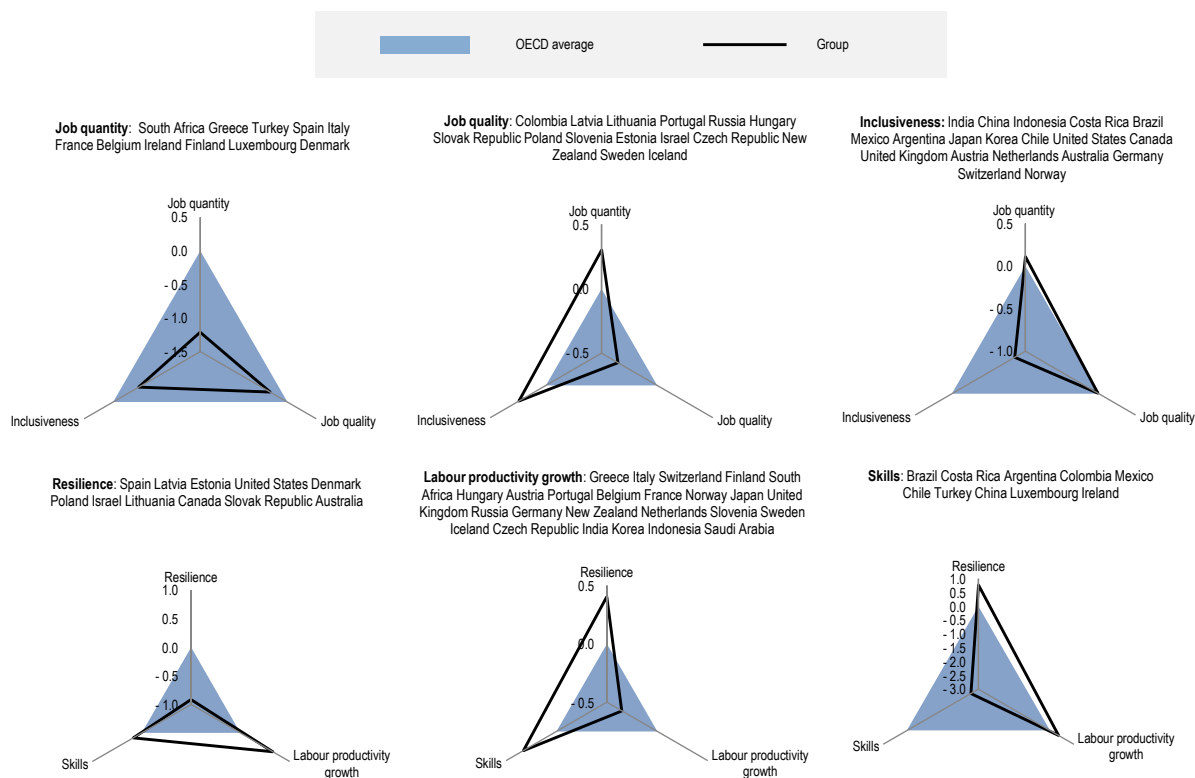 OECD average
Group
Job quantity: South Africa Greece Turkey Spain Italy
France Belgium Ireland Finland Luxembourg Denmark
Job quantity
0.5
0.0
- 0.5
- 1.0
- 1.5
Inclusiveness
Job quality
Job quality: Colombia Latvia Lithuania Portugal Russia Hungary
Slovak Republic Poland Slovenia Estonia Israel Czech Republic New
Zealand Sweden Iceland
Job quantity
0.5
0.0
- 0.5
Inclusiveness
Job quality
Inclusiveness: India China Indonesia Costa Rica Brazil
Mexico Argentina Japan Korea Chile United States Canada
United Kingdom Austria Netherlands Australia Germany
Switzerland Norway
Job quantity
0.5
0.0
- 0.5
- 1.0
Inclusiveness
Job quality
Resilience: Spain Latvia Estonia United States Denmark
Poland Israel Lithuania Canada Slovak Republic Australia
Resilience
1.0
0.5
0.0
- 0.5
- 1.0
Skills
Labour productivity
growth
Labour productivity growth: Greece Italy Switzerland Finland South
Africa Hungary Austria Portugal Belgium France Norway Japan United
Kingdom Russia Germany New Zealand Netherlands Slovenia Sweden
Iceland Czech Republic India Korea Indonesia Saudi Arabia
Resilience
0.5
0.0
- 0.5
Skills
Labour productivity
growth
Skills: Brazil Costa Rica Argentina Colombia Mexico
Chile Turkey China Luxembourg Ireland
Resilience
1.0
0.5
0.0
- 0.5
- 1.0
- 1.5
- 2.0
- 2.5
- 3.0
Skills
Labour productivity
growth